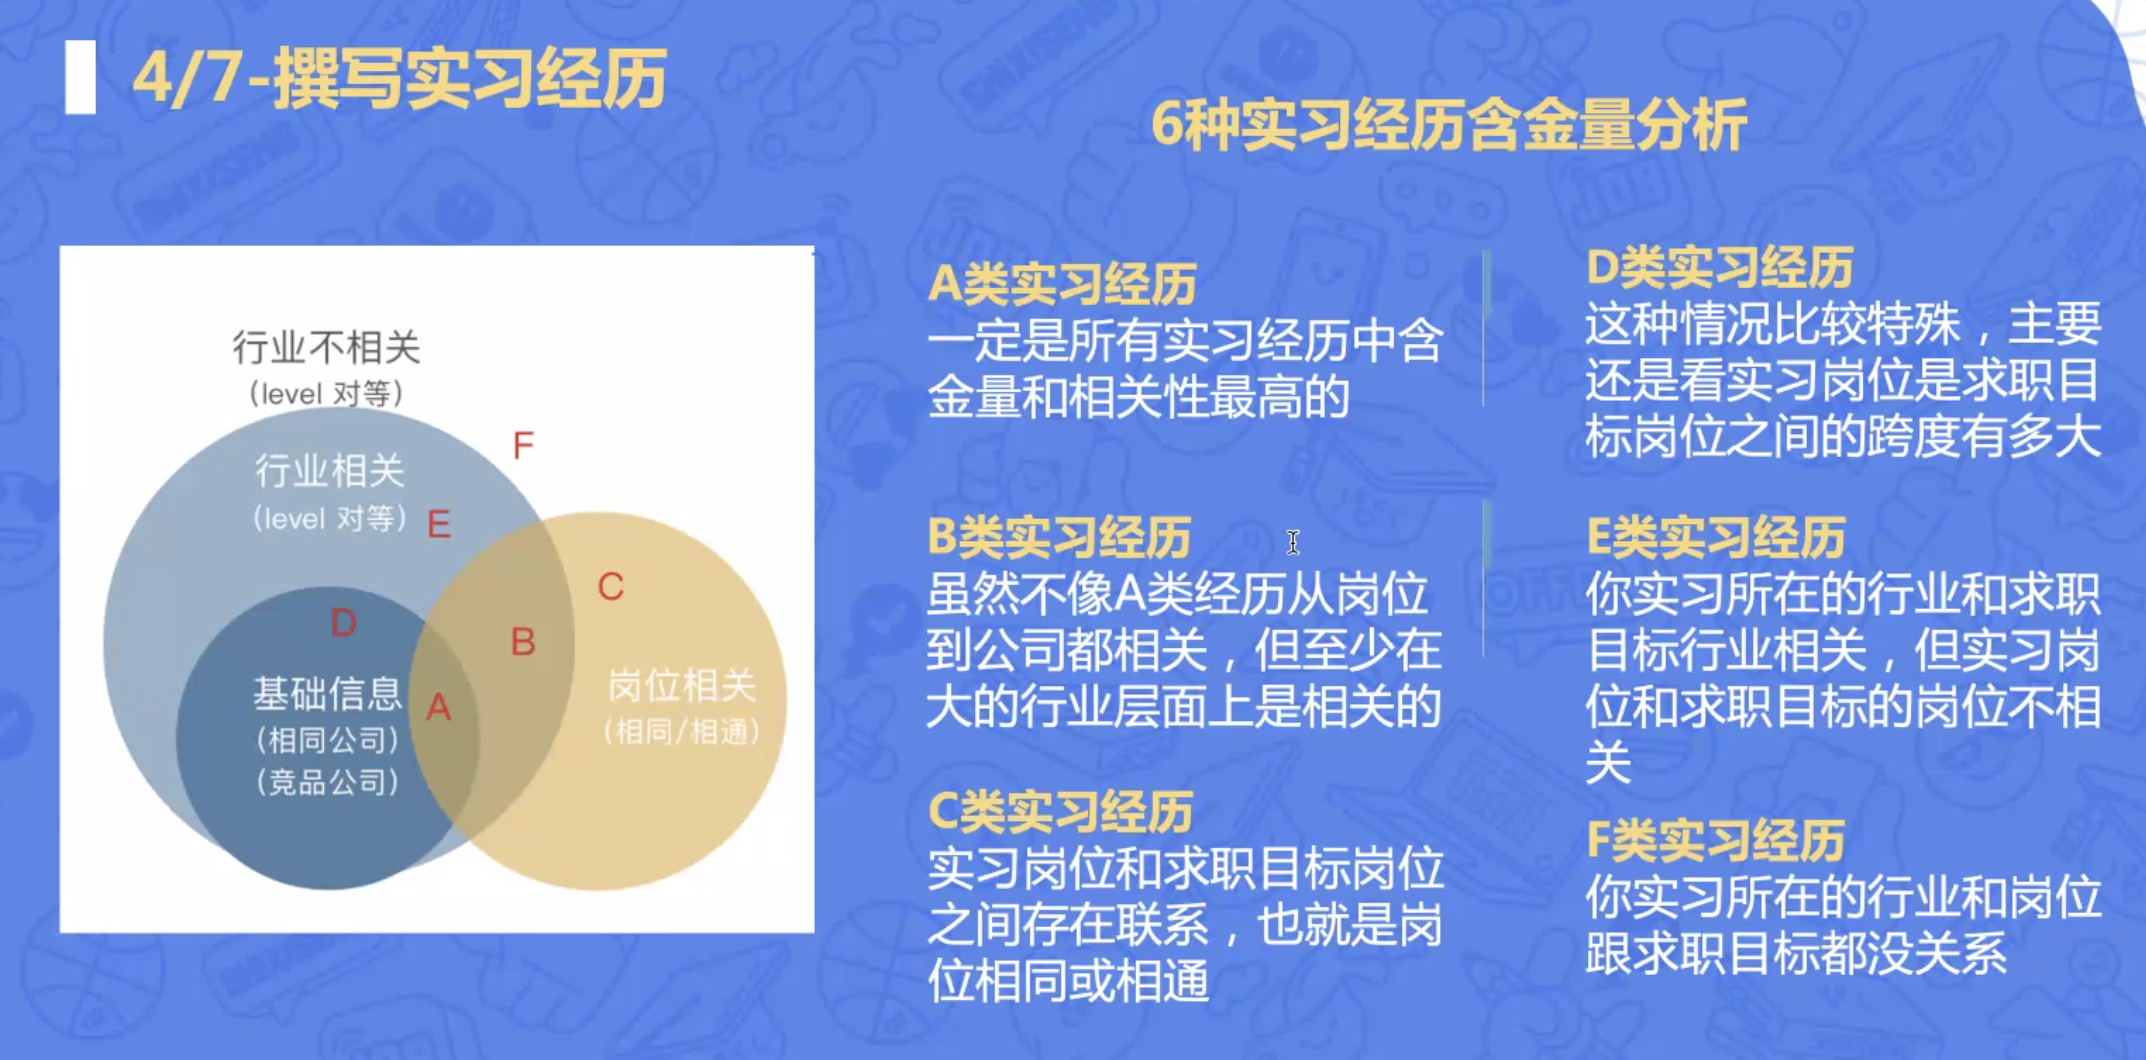 4/7-撰写实习经历
6种实习经历含金量分析
行业不相关
(level 对等)
F
行业相关
(level 对等)
E
C
D
B
基础信息
A
(相同公司)
(竞品公司)
岗位相关
(相同/相通)
A类实习经历
一定是所有实习经历中含
金量和相关性最高的
B类实习经历
虽然不像A类经历从岗位
到公司都相关，但至少在
大的行业层面上是相关的
C类实习经历
实习岗位和求职目标岗位
之间存在联系，也就是岗
位相同或相通
D类实习经历
这种情况比较特殊，主要
还是看实习岗位是求职目
标岗位之间的跨度有多大
E类实习经历
你实习所在的行业和求职
目标行业相关，但实习岗
位和求职目标的岗位不相
关
F类实习经历
你实习所在的行业和岗位
跟求职目标都没关系